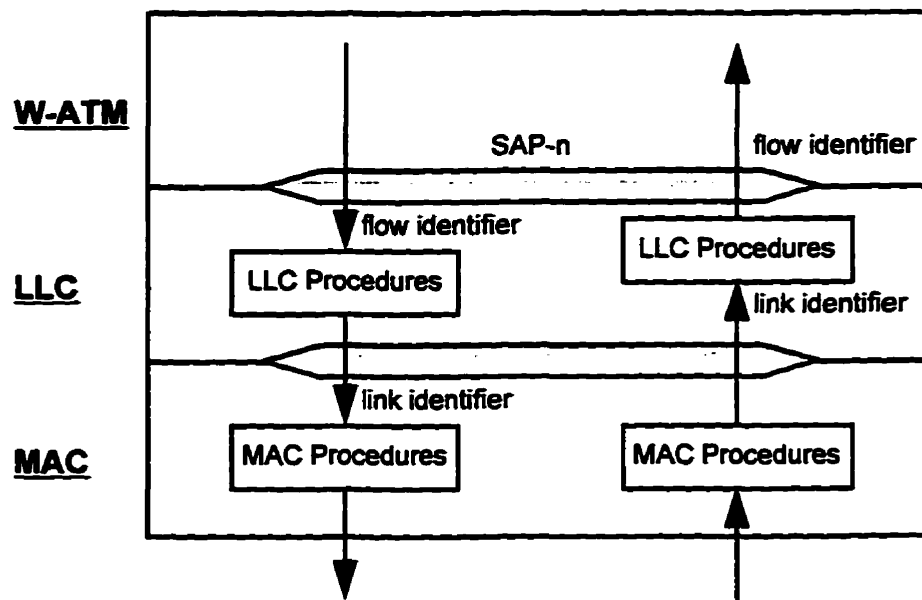 W-ATM
SAP-n
flow identifier
flow identifier
LLC Procedures
LLC Procedures
LLC
link identifier
link identifier
MAC Procedures
MAC Procedures
MAC